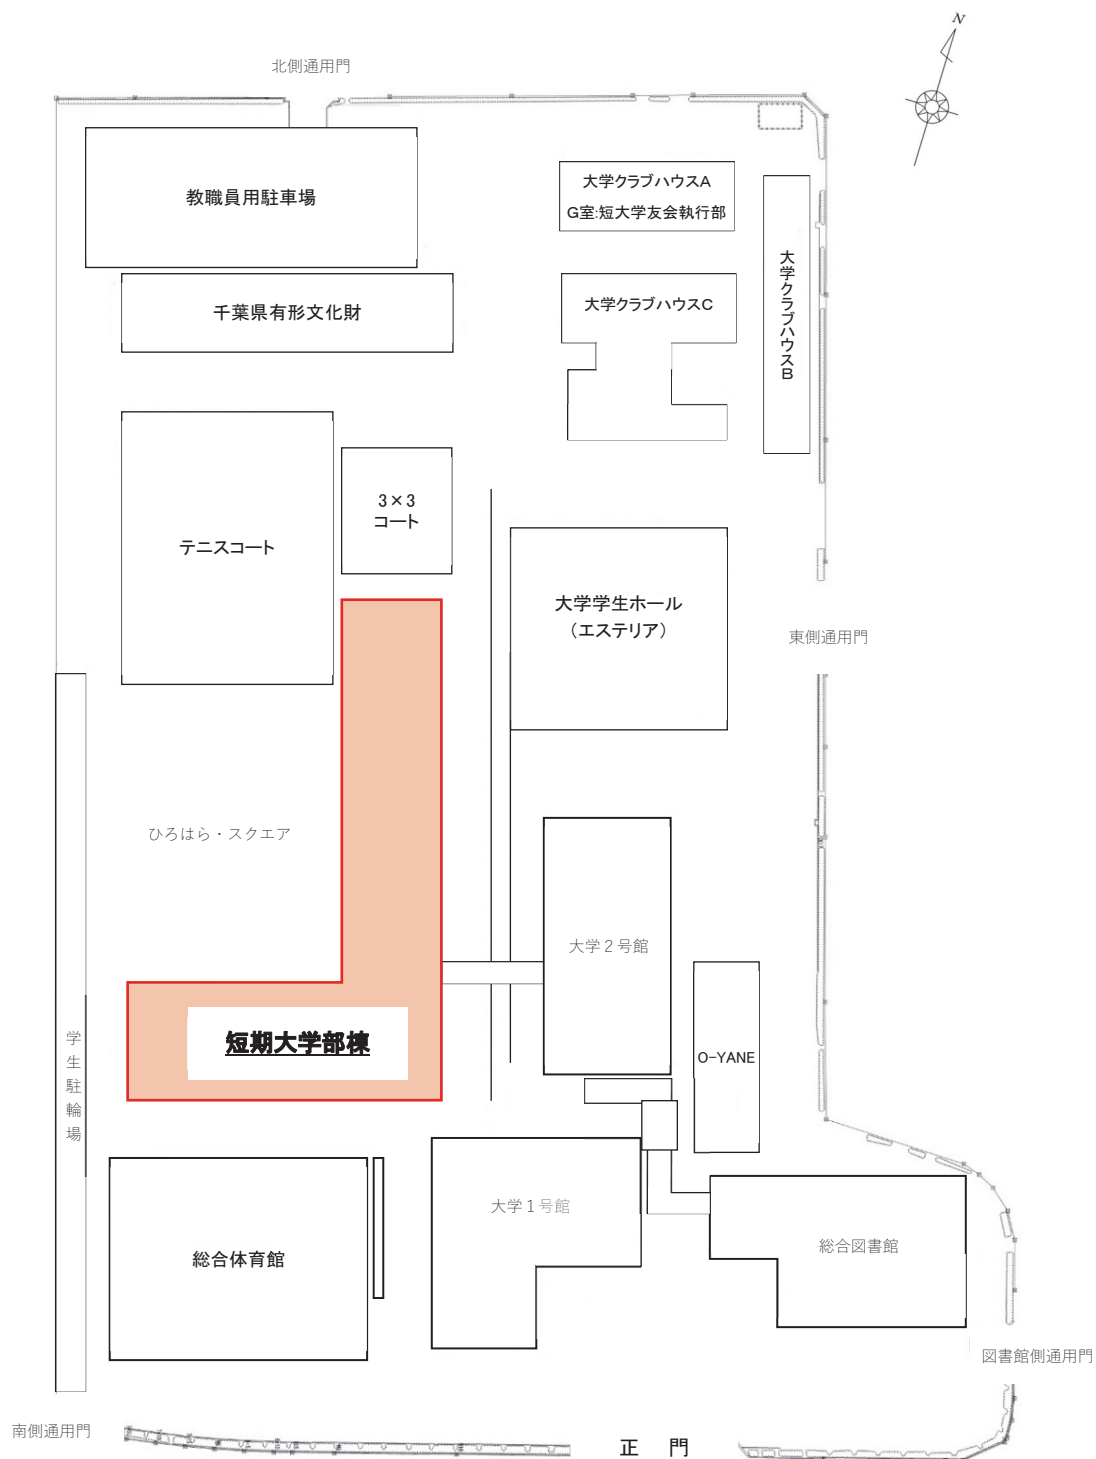 N
北側通用門
教職員用駐車場
大学クラブハウスA
G室:短大学友会執行部
大学クラブハウスB
千葉県有形文化財
大学クラブハウスC
3×3
コート
テニスコート
大学学生ホール
（エステリア）
東側通用門
ひろはら・スクエア
大学２号館
短期大学部棟
O-YANE
学生駐輪場
大学１号館
総合体育館
総合図書館
図書館側通用門
南側通用門
正　門